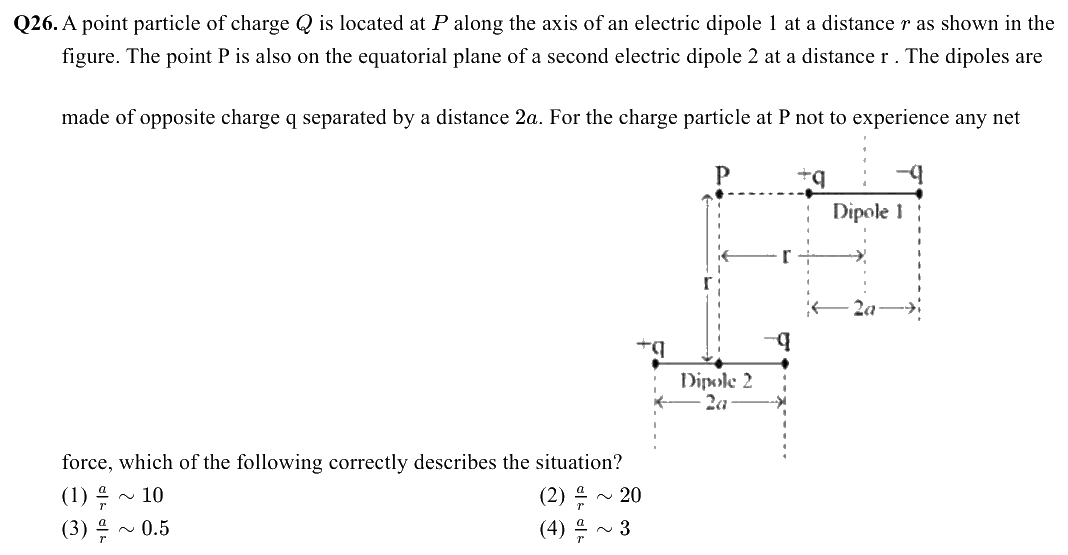 Q26. A point particle of charge Q is located at P along the axis of an electric dipole 1 at a distance r as shown in the
figure. The point P is also on the equatorial plane of a second electric dipole 2 at a distance r . The dipoles are
made of opposite charge q separated by a distance 2a. For the charge particle at P not to experience any net
P +q -q
Dipole 1
r
r
2a
+q -q
Dipole 2
2a
force, which of the following correctly describes the situation?
(1) a/r ~ 10 (2) a/r ~ 20
(3) a/r ~ 0.5 (4) a/r ~ 3